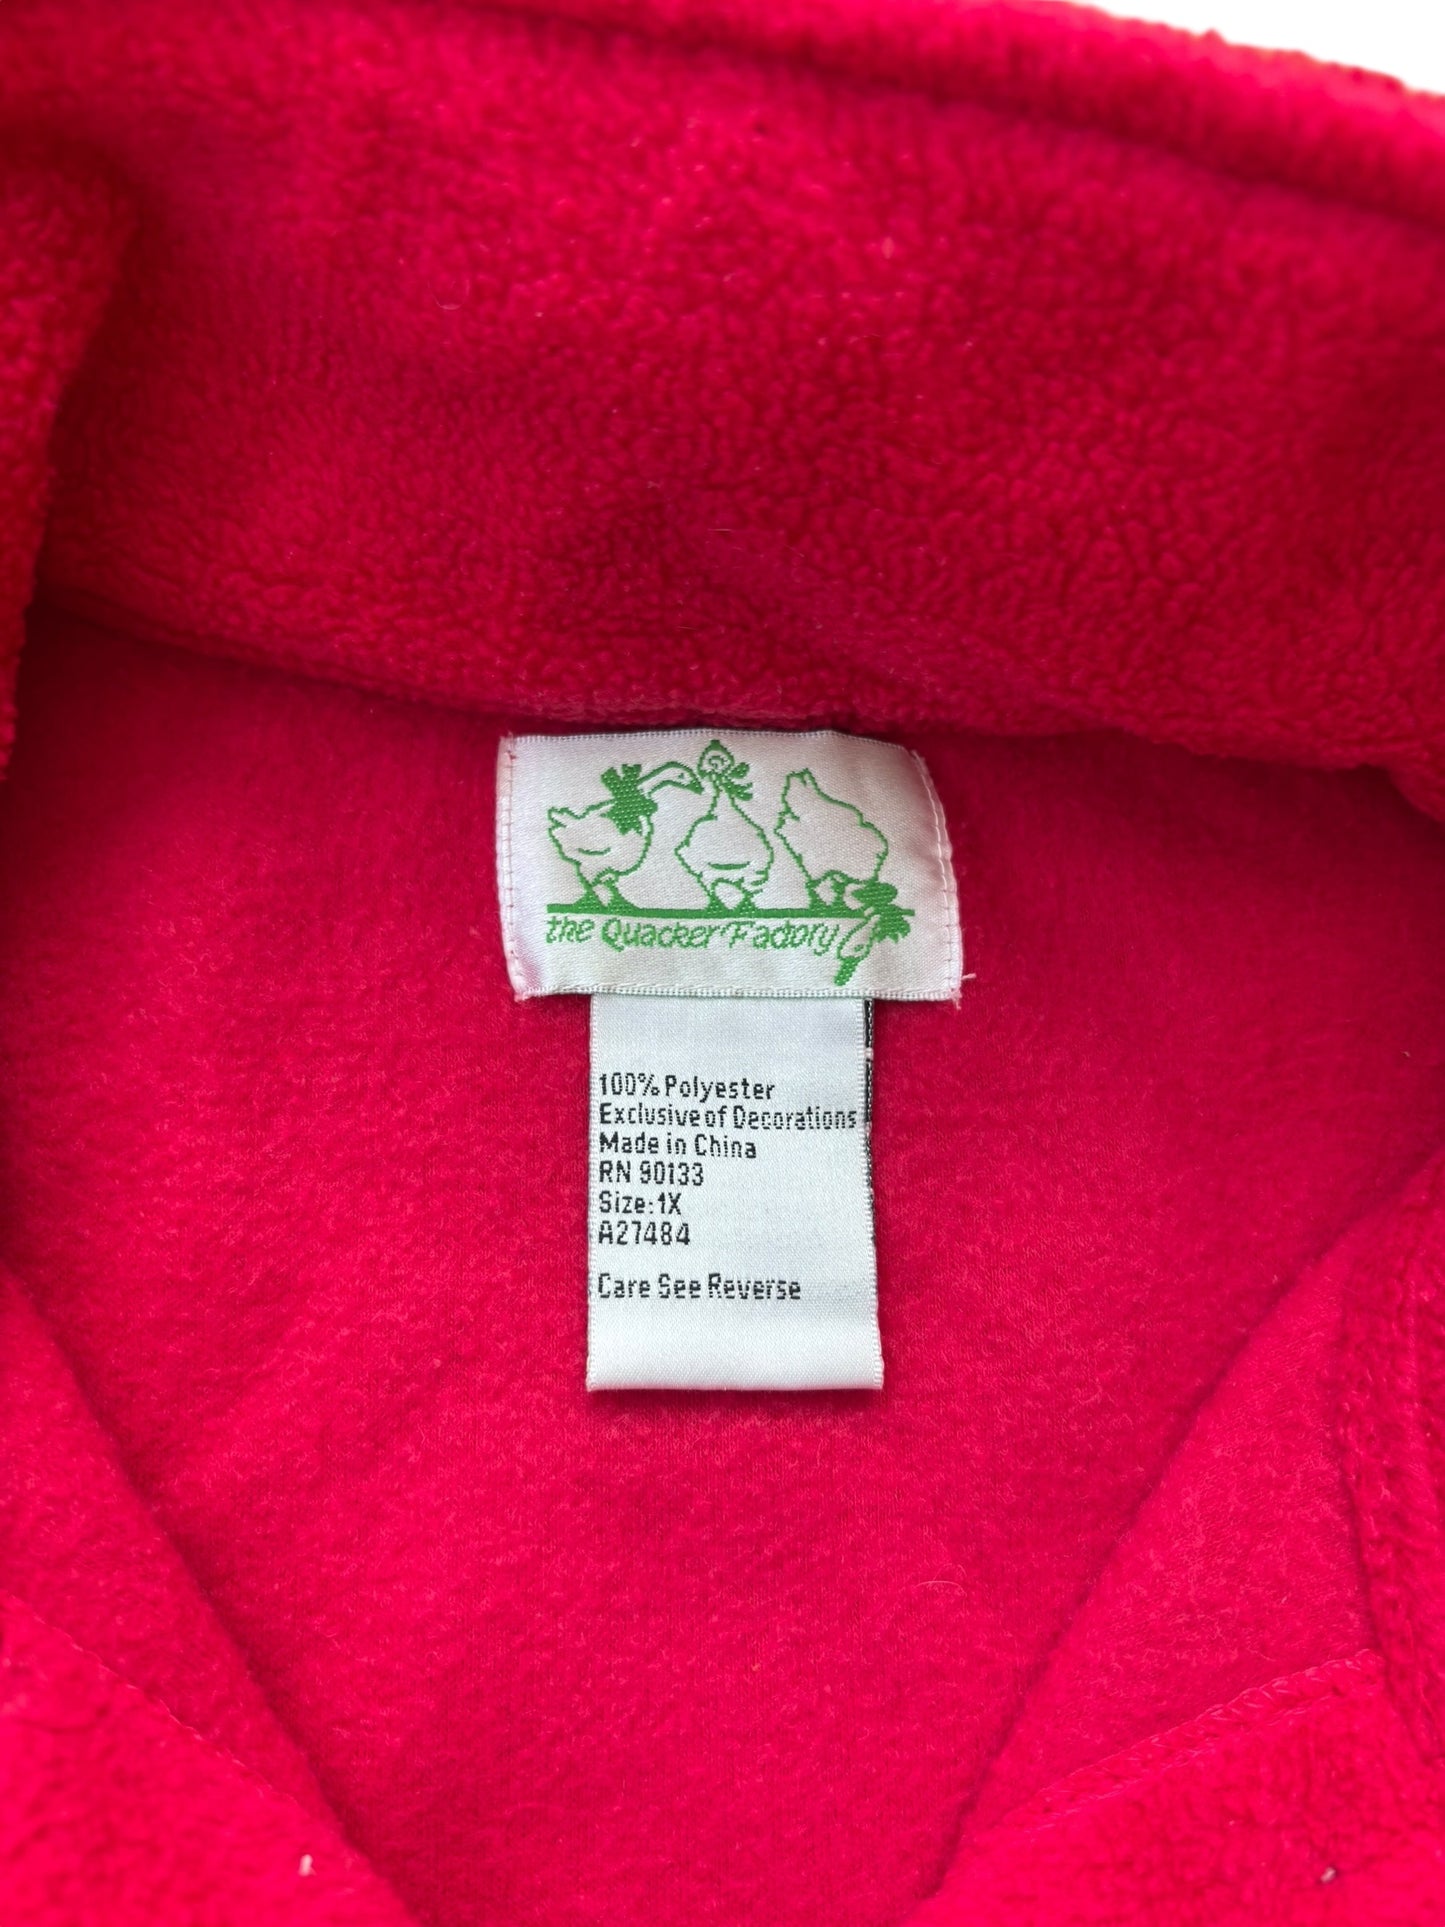 the Quacker Factory
100% Polyester
Exclusive of Decorations
Made in China
RN 90133
Size: 1X
A27484
Care See Reverse